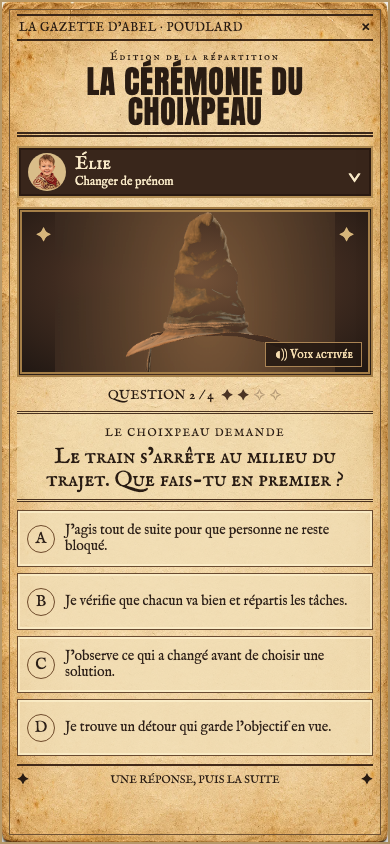 LA GAZETTE D'ABEL · POUDLARD ×
ÉDITION DE LA RÉPARTITION
LA CÉRÉMONIE DU
CHOIXPEAU
ÉLIE
Changer de prénom
VOIX ACTIVÉE
QUESTION 2 / 4
LE CHOIXPEAU DEMANDE
LE TRAIN S'ARRÊTE AU MILIEU DU
TRAJET. QUE FAIS-TU EN PREMIER ?
A J'agis tout de suite pour que personne ne reste
bloqué.
B Je vérifie que chacun va bien et répartis les tâches.
C J'observe ce qui a changé avant de choisir une
solution.
D Je trouve un détour qui garde l'objectif en vue.
UNE RÉPONSE, PUIS LA SUITE